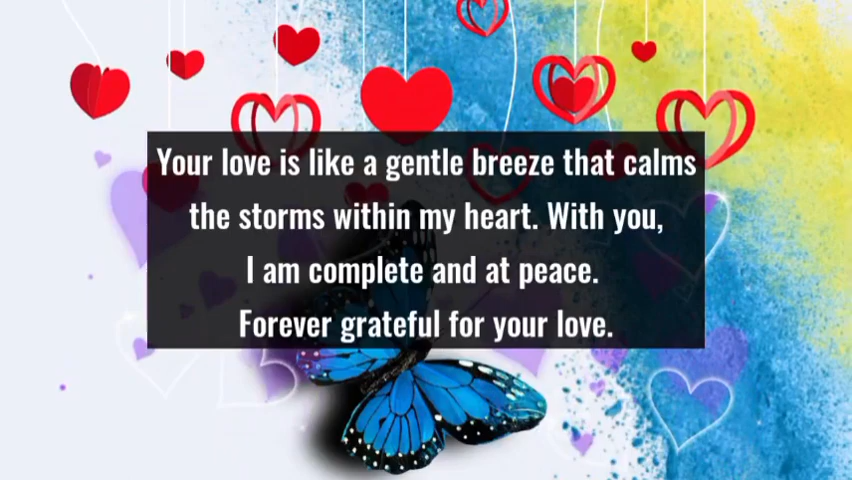 Your love is like a gentle breeze that calms
the storms within my heart. With you,
I am complete and at peace.
Forever grateful for your love.